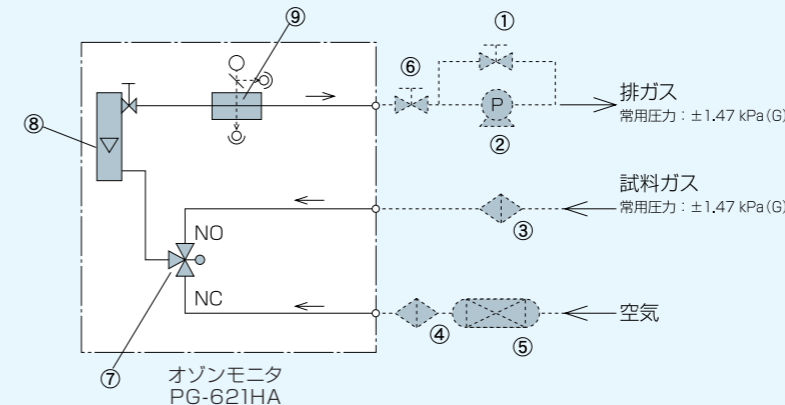 ⑨
①
⑥
P
②
排ガス
常用圧力：±1.47 kPa(G)
⑧
試料ガス
常用圧力：±1.47 kPa(G)
③
NO
NC
空気
④
⑤
⑦
オゾンモニタ
PG-621HA